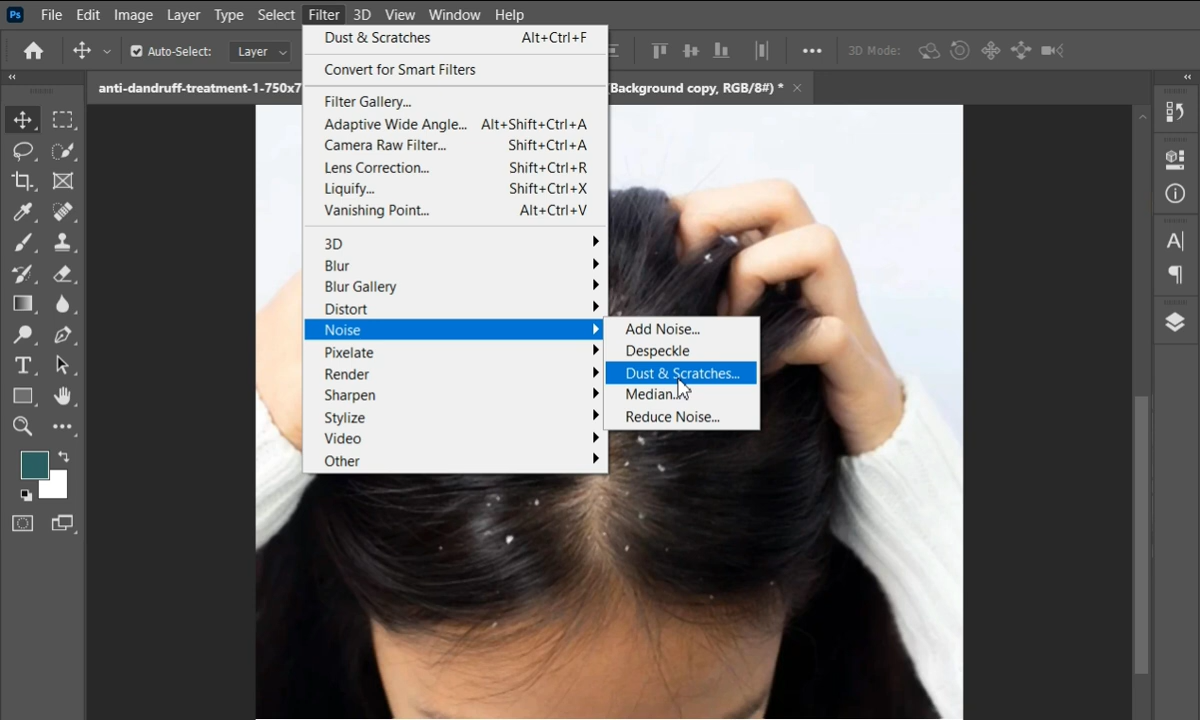 Ps File Edit Image Layer Type Select Filter 3D View Window Help
Auto-Select: Layer 3D Mode:
anti-dandruff-treatment-1-750x7 (Background copy, RGB/8#) *
Dust & Scratches Alt+Ctrl+F
Convert for Smart Filters
Filter Gallery...
Adaptive Wide Angle... Alt+Shift+Ctrl+A
Camera Raw Filter... Shift+Ctrl+A
Lens Correction... Shift+Ctrl+R
Liquify... Shift+Ctrl+X
Vanishing Point... Alt+Ctrl+V
3D
Blur
Blur Gallery
Distort
Noise
Pixelate
Render
Sharpen
Stylize
Video
Other
Add Noise...
Despeckle
Dust & Scratches...
Median...
Reduce Noise...